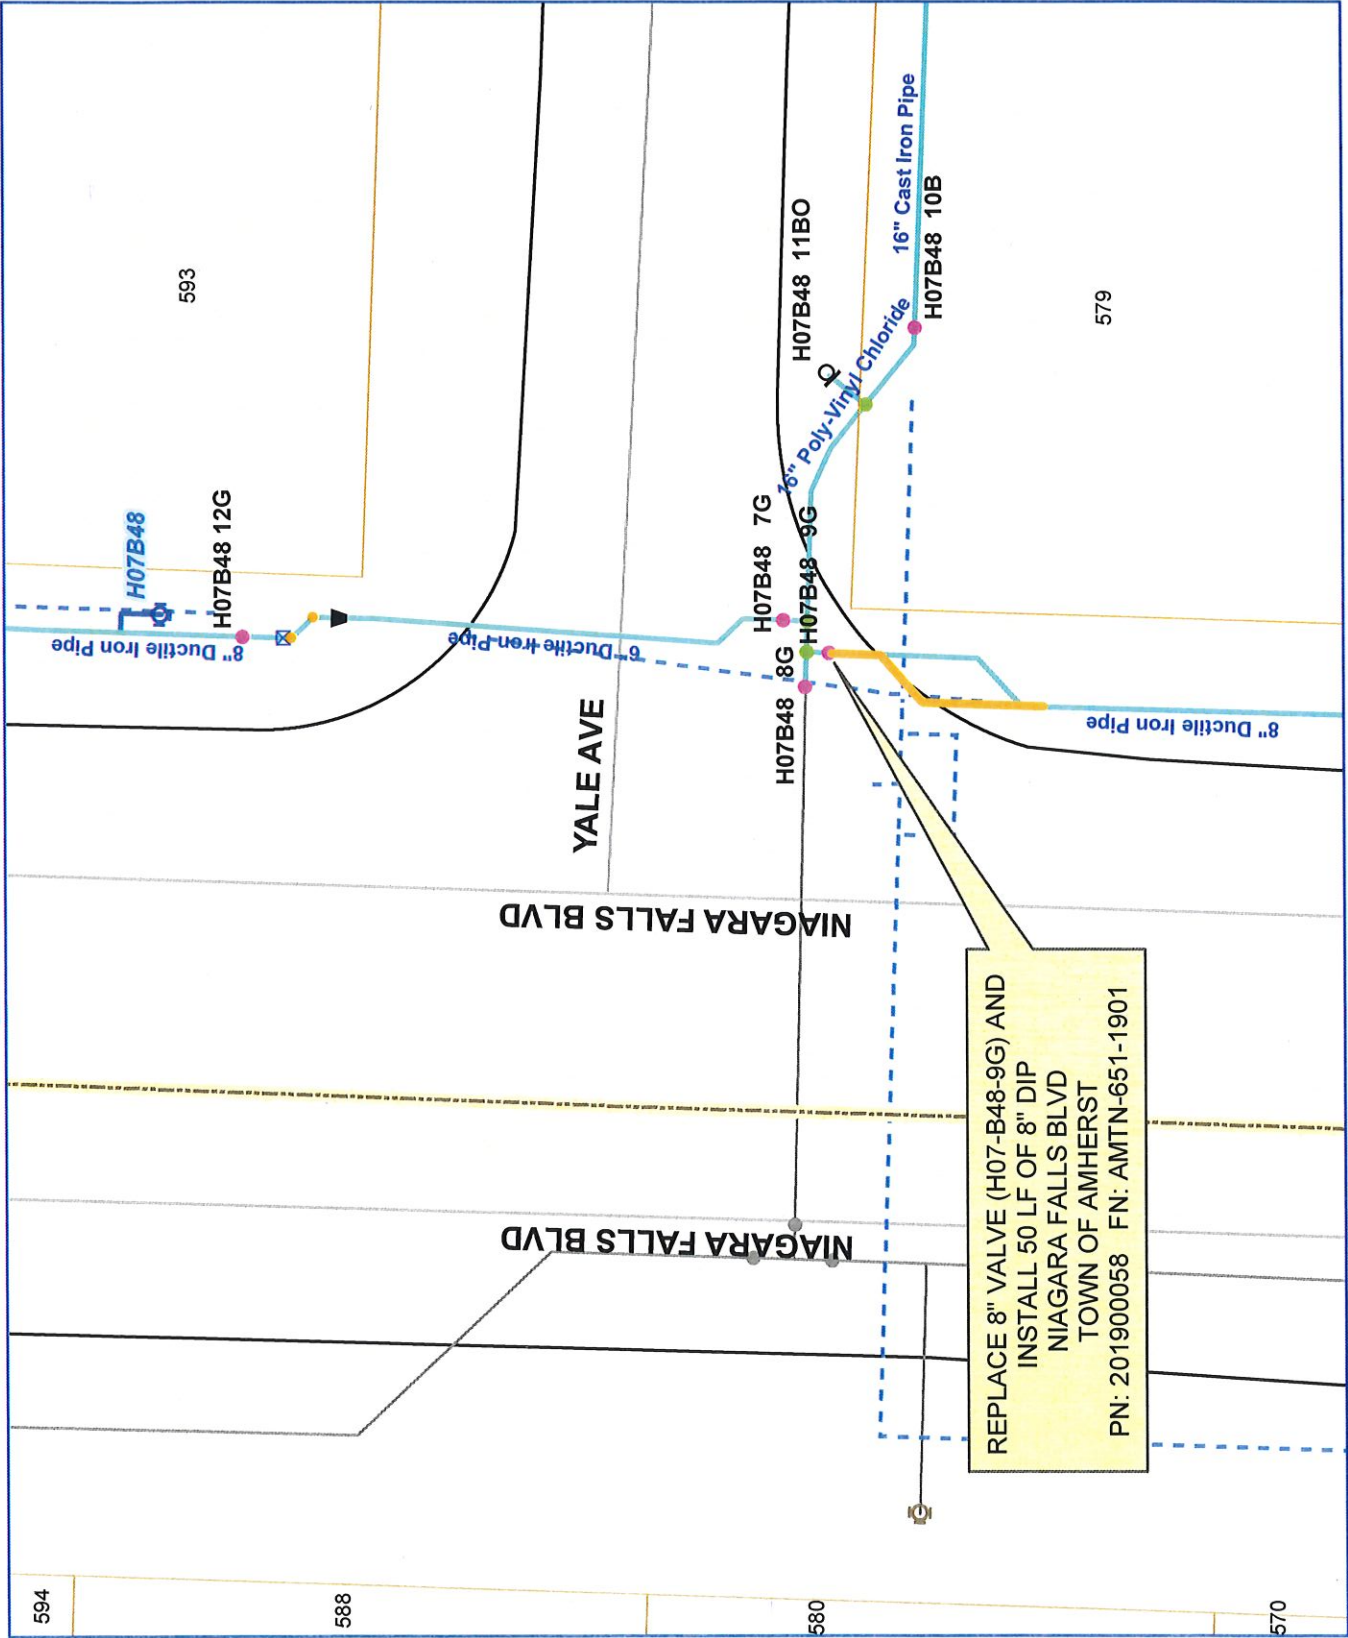 593
H07B48
H07B48 12G
8" Ductile Iron Pipe
6" Ductile Iron Pipe
YALE AVE
NIAGARA FALLS BLVD
NIAGARA FALLS BLVD
H07B48 7G
H07B48 8G
H07B48 9G
H07B48 11BO
16" Poly-Vinyl Chloride
16" Cast Iron Pipe
H07B48 10B
579
8" Ductile Iron Pipe
REPLACE 8" VALVE (H07-B48-9G) AND
INSTALL 50 LF OF 8" DIP
NIAGARA FALLS BLVD
TOWN OF AMHERST
PN: 201900058 FN: AMTN-651-1901
594
588
580
570